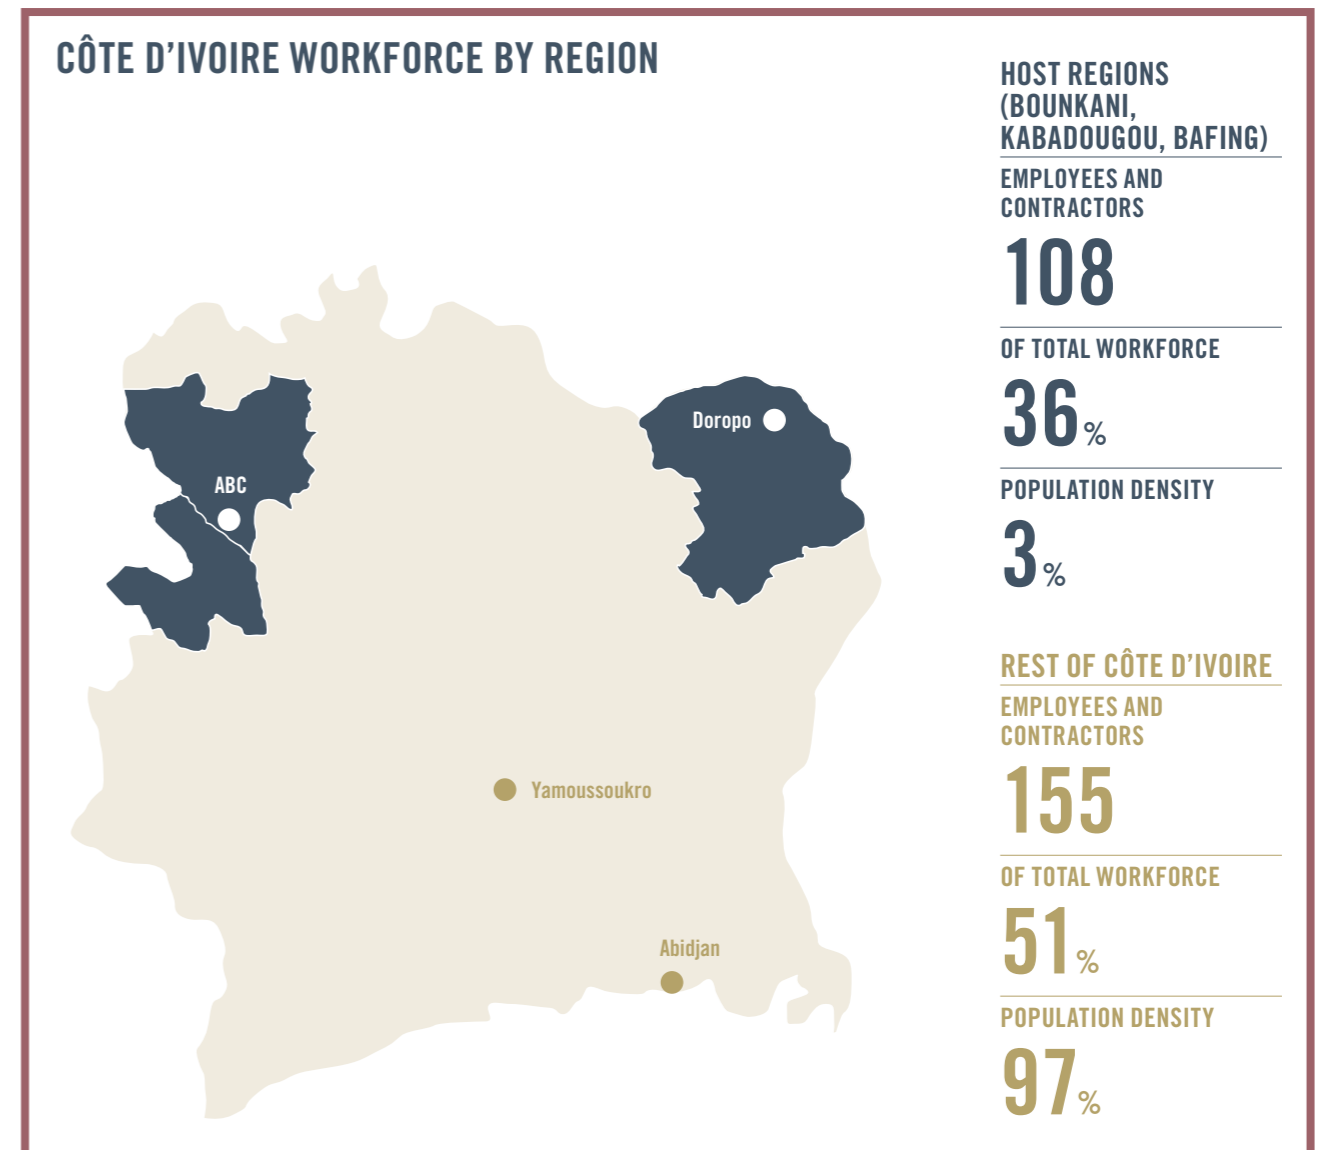 CÔTE D’IVOIRE WORKFORCE BY REGION
HOST REGIONS
(BOUNKANI,
KABADOUGOU, BAFING)
EMPLOYEES AND
CONTRACTORS
108
OF TOTAL WORKFORCE
36%
POPULATION DENSITY
3%
REST OF CÔTE D’IVOIRE
EMPLOYEES AND
CONTRACTORS
155
OF TOTAL WORKFORCE
51%
POPULATION DENSITY
97%
Doropo
ABC
Yamoussoukro
Abidjan